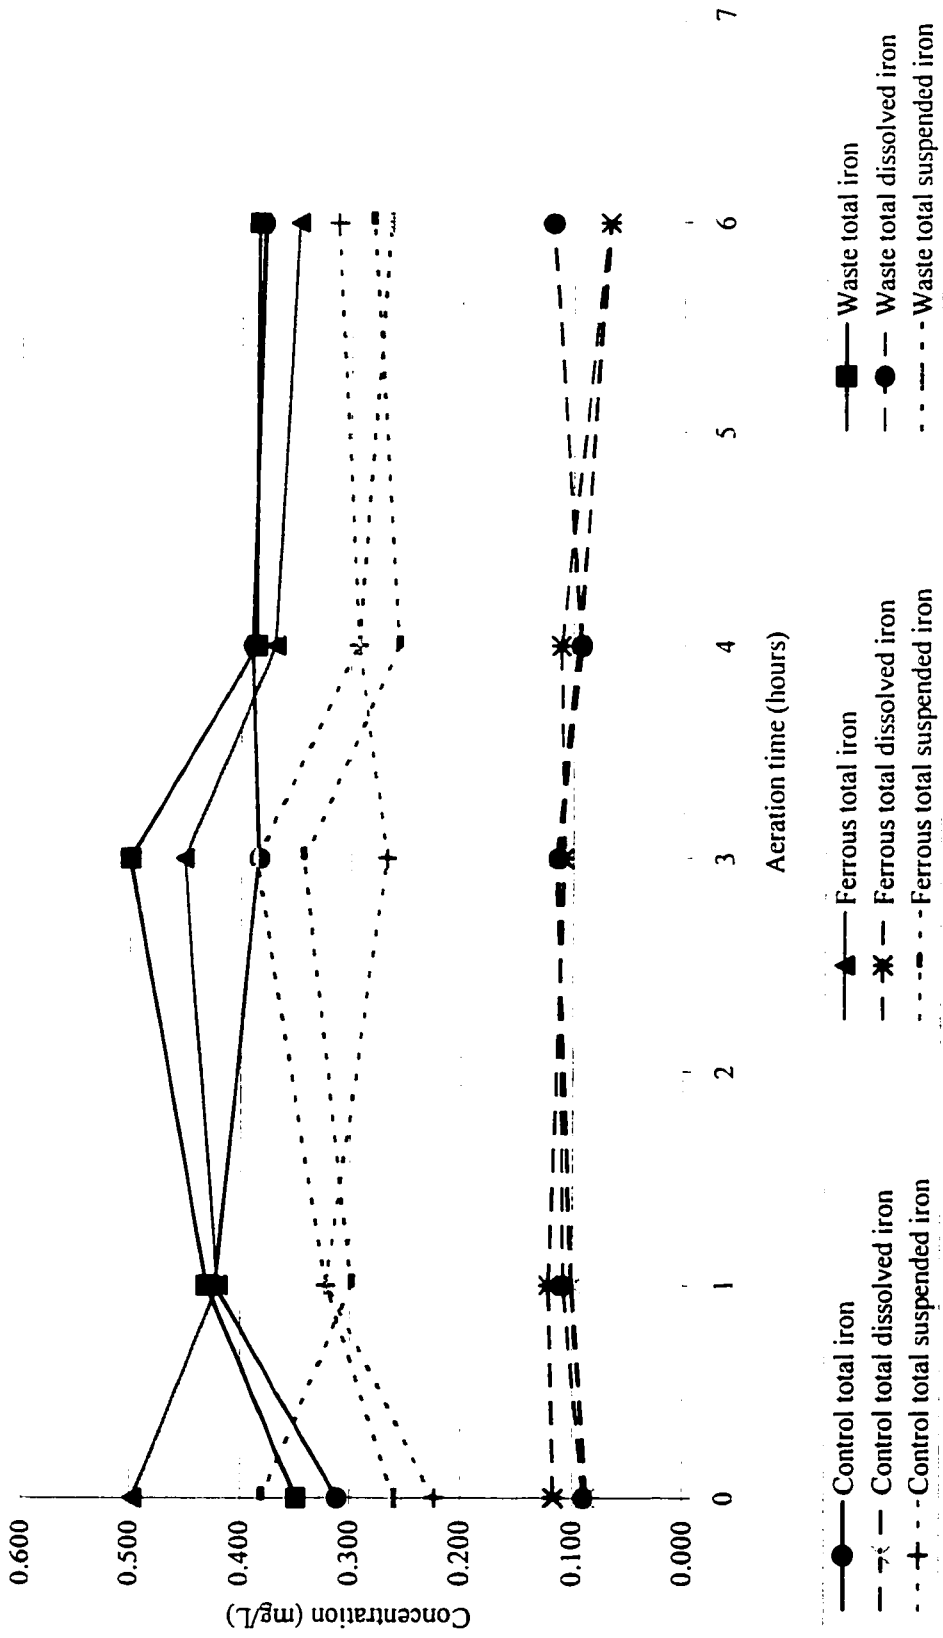 0.600
0.500
0.400
0.300
0.200
0.100
0.000
Concentration (mg/L)
0 1 2 3 4 5 6 7
Aeration time (hours)
Control total iron
Control total dissolved iron
Control total suspended iron
Ferrous total iron
Ferrous total dissolved iron
Ferrous total suspended iron
Waste total iron
Waste total dissolved iron
Waste total suspended iron